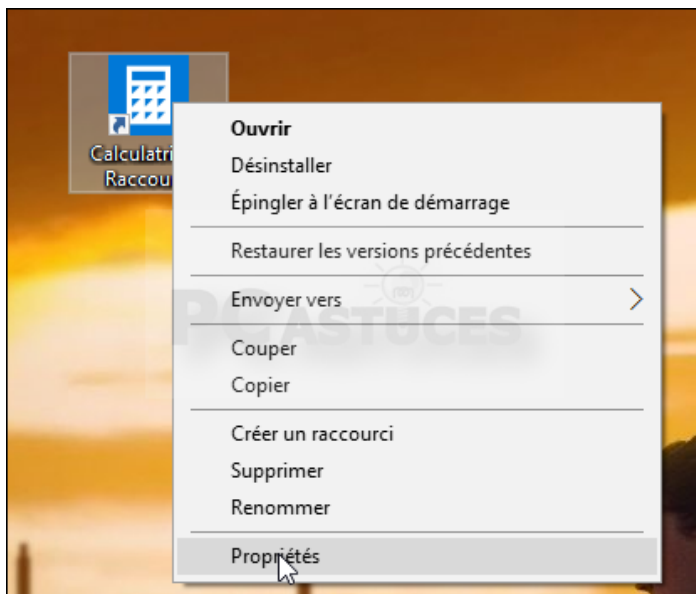 Calculatri
Raccou
Ouvrir
Désinstaller
Épingler à l'écran de démarrage
Restaurer les versions précédentes
Envoyer vers
PC ASTUCES
Couper
Copier
Créer un raccourci
Supprimer
Renommer
Propriétés